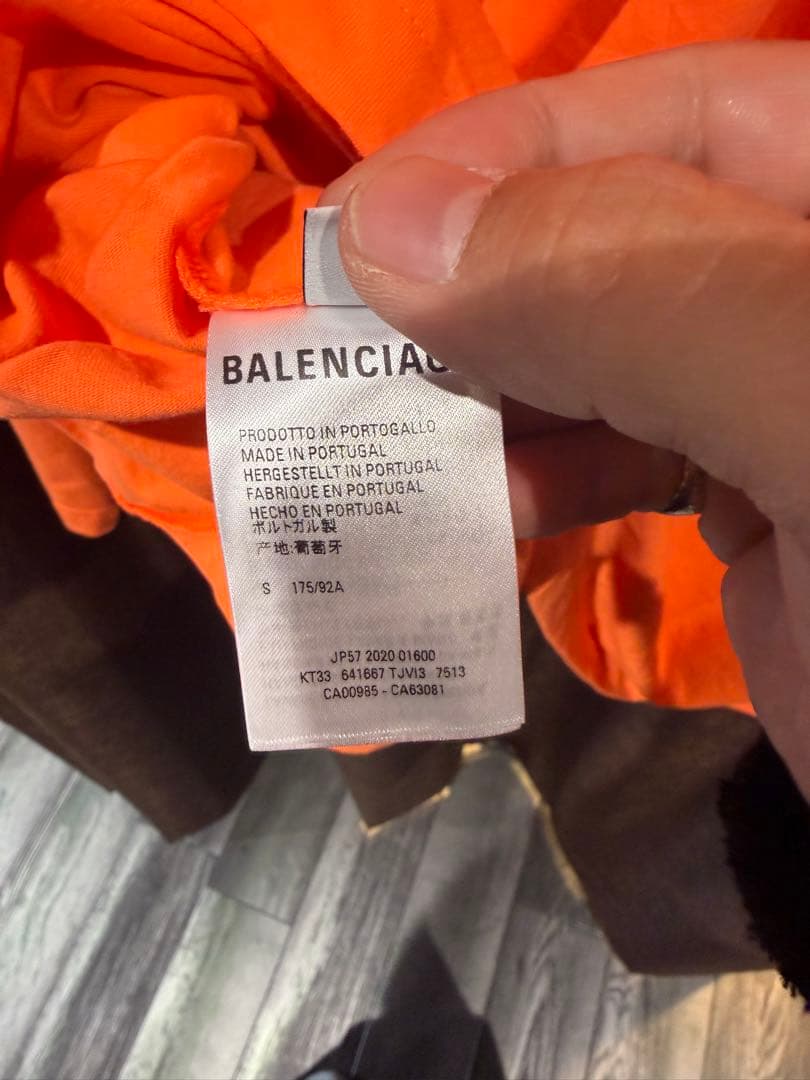 BALENCIAG
PRODOTTO IN PORTOGALLO
MADE IN PORTUGAL
HERGESTELLT IN PORTUGAL
FABRIQUE EN PORTUGAL
HECHO EN PORTUGAL
ポルトガル製
产地:葡萄牙
S 175/92A
JP57 2020 01600
KT33 641667 TJVI3 7513
CA00985 - CA63081